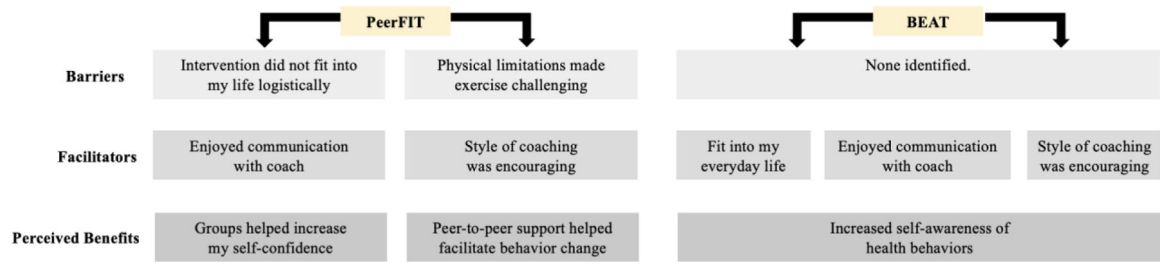 PeerFIT
BEAT
Barriers
Intervention did not fit into
my life logistically
Physical limitations made
exercise challenging
None identified.
Facilitators
Enjoyed communication
with coach
Style of coaching
was encouraging
Fit into my
everyday life
Enjoyed communication
with coach
Style of coaching
was encouraging
Perceived Benefits
Groups helped increase
my self-confidence
Peer-to-peer support helped
facilitate behavior change
Increased self-awareness of
health behaviors